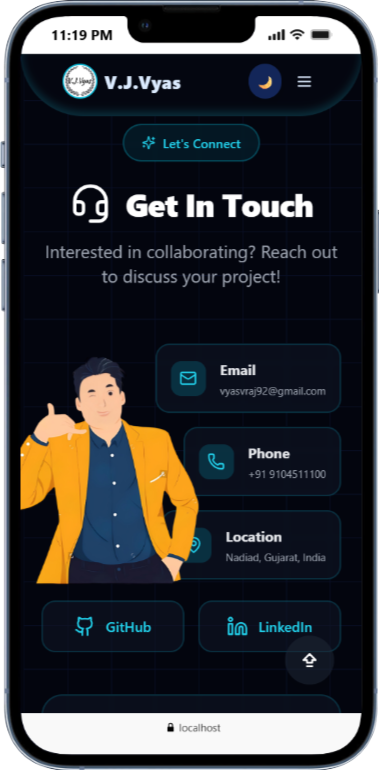 11:19 PM
V.J.Vyas
V.J.Vyas
Let's Connect
Get In Touch
Interested in collaborating? Reach out
to discuss your project!
Email
vyasvraj92@gmail.com
Phone
+91 9104511100
Location
Nadiad, Gujarat, India
GitHub
LinkedIn
localhost